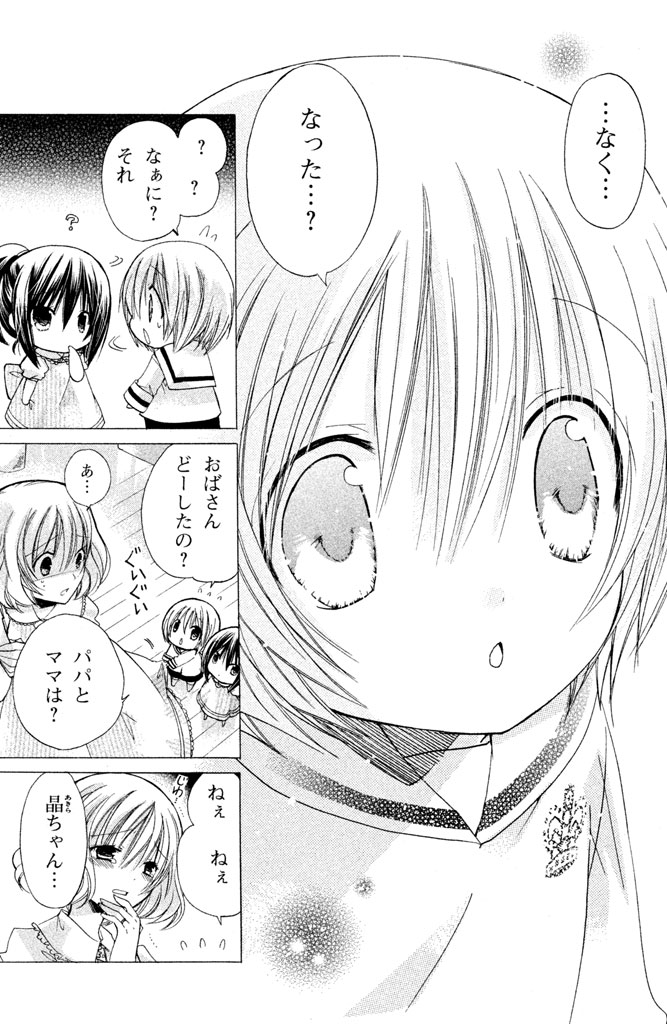 …なく…
なった…？
？
？
なぁに？
それ
？
おばさん
どーしたの？
あ…
ぐいぐい
パパと
ママは？
ねぇ ねぇ
じわ
あきら
晶ちゃん…